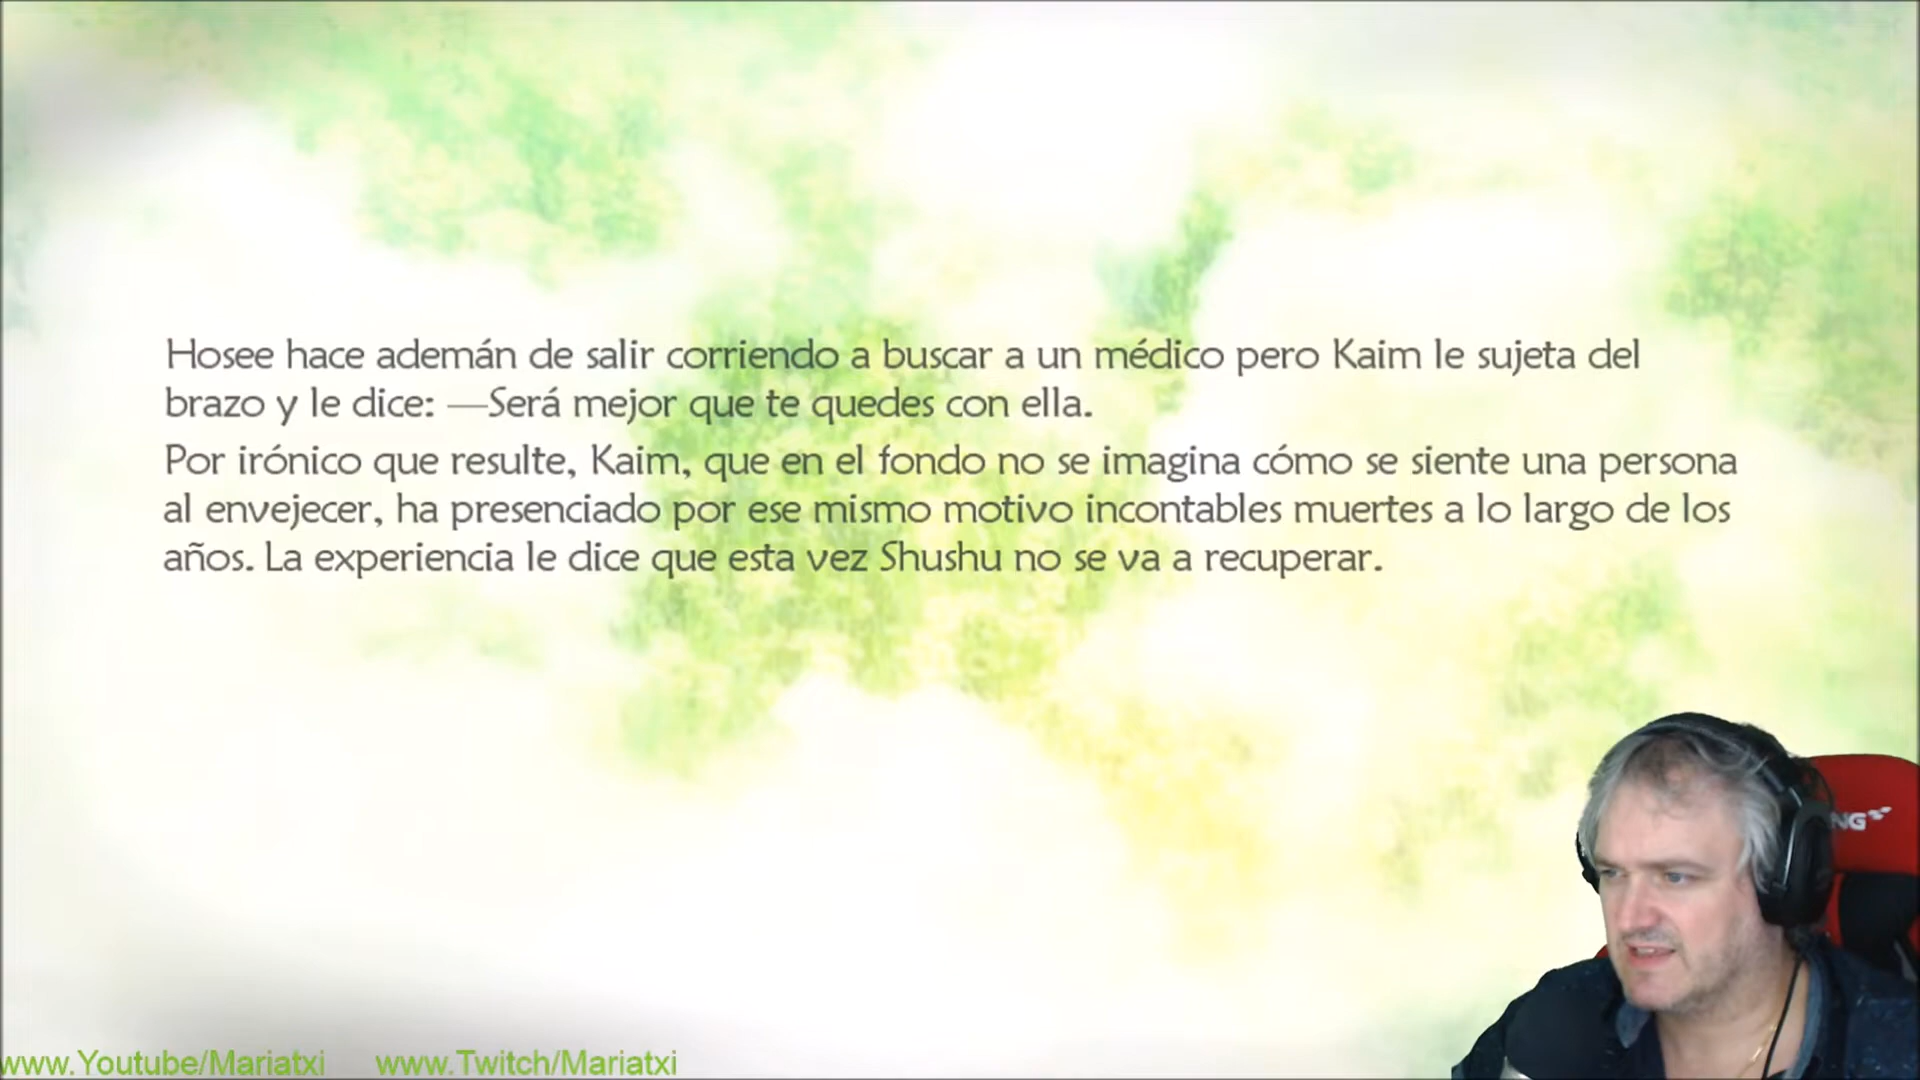 Hosee hace ademán de salir corriendo a buscar a un médico pero Kaim le sujeta del
brazo y le dice: —Será mejor que te quedes con ella.
Por irónico que resulte, Kaim, que en el fondo no se imagina cómo se siente una persona
al envejecer, ha presenciado por ese mismo motivo incontables muertes a lo largo de los
años. La experiencia le dice que esta vez Shushu no se va a recuperar.
NG
www.Youtube/Mariatxi www.Twitch/Mariatxi